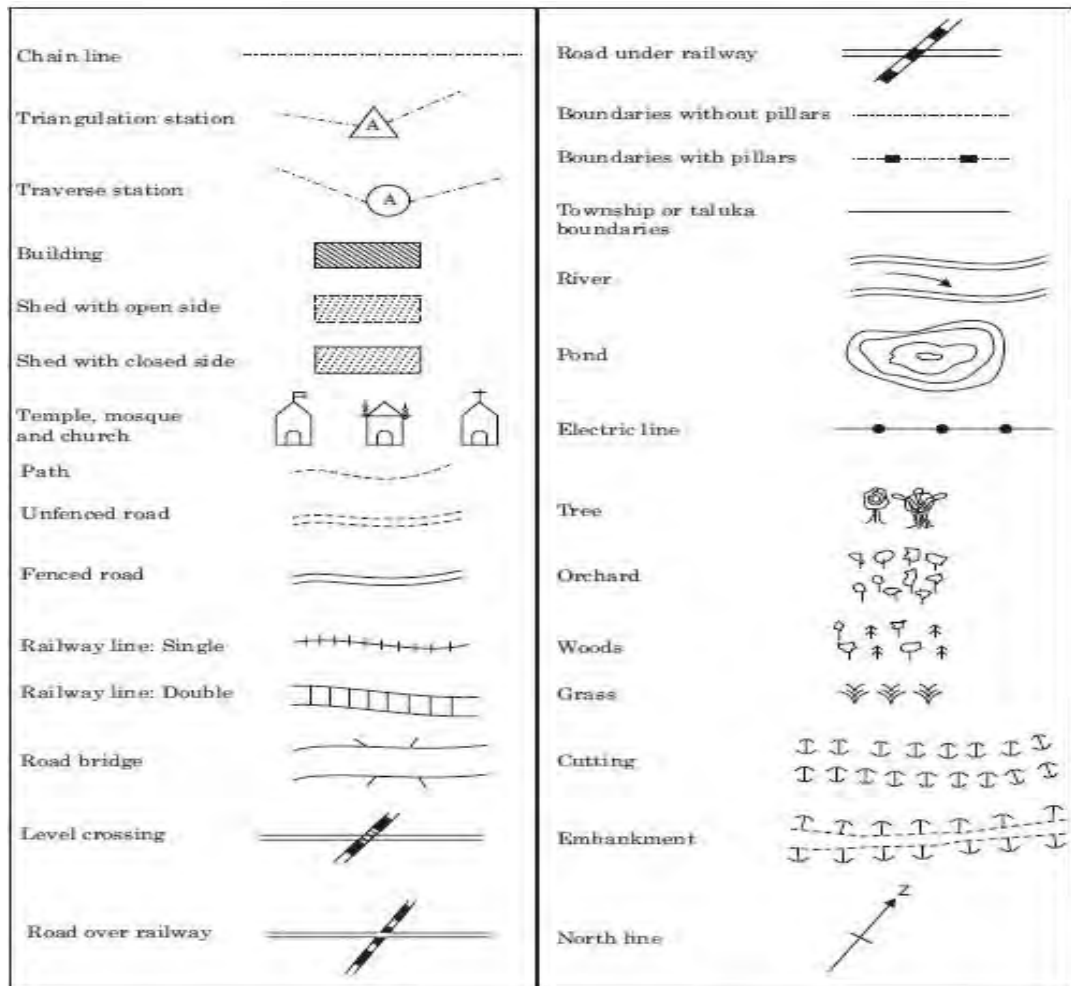 Chain line
Triangulation station
A
Traverse station
A
Building
Shed with open side
Shed with closed side
Temple, mosque
and church
Path
Unfenced road
Fenced road
Railway line: Single
Railway line: Double
Road bridge
Level crossing
Road over railway
Road under railway
Boundaries without pillars
Boundaries with pillars
Township or taluka
boundaries
River
Pond
Electric line
Tree
Orchard
Woods
Grass
Cutting
Embankment
North line
Z